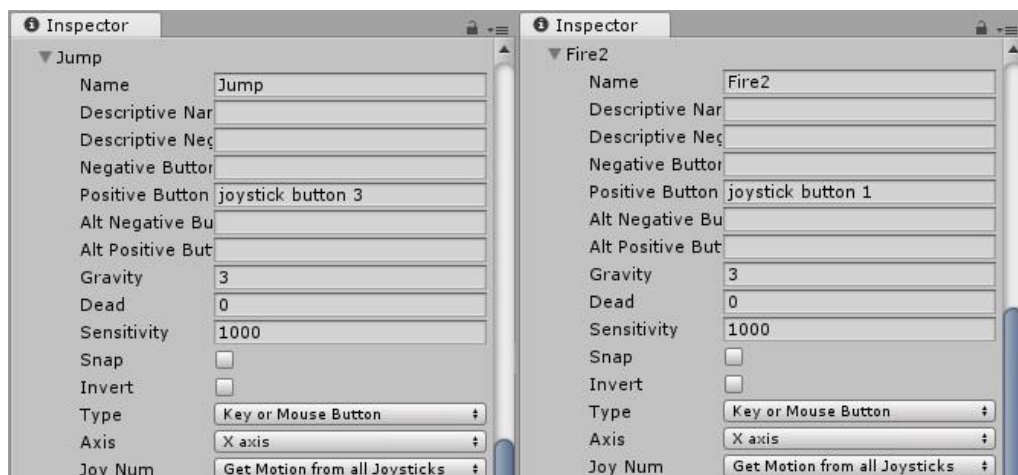 Inspector
Jump
Name Jump
Descriptive Nar
Descriptive Neg
Negative Buttor
Positive Button joystick button 3
Alt Negative Bu
Alt Positive But
Gravity 3
Dead 0
Sensitivity 1000
Snap
Invert
Type Key or Mouse Button
Axis X axis
Joy Num Get Motion from all Joysticks
Inspector
Fire2
Name Fire2
Descriptive Nar
Descriptive Neg
Negative Buttor
Positive Button joystick button 1
Alt Negative Bu
Alt Positive But
Gravity 3
Dead 0
Sensitivity 1000
Snap
Invert
Type Key or Mouse Button
Axis X axis
Joy Num Get Motion from all Joysticks